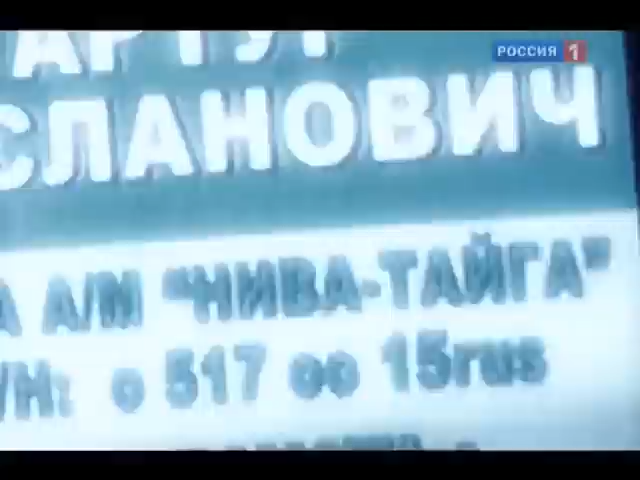 РОССИЯ 1
АРТУР
СЛАНОВИЧ
А А/М "НИВА-ТАЙГА"
/Н: о 517 оо 15rus